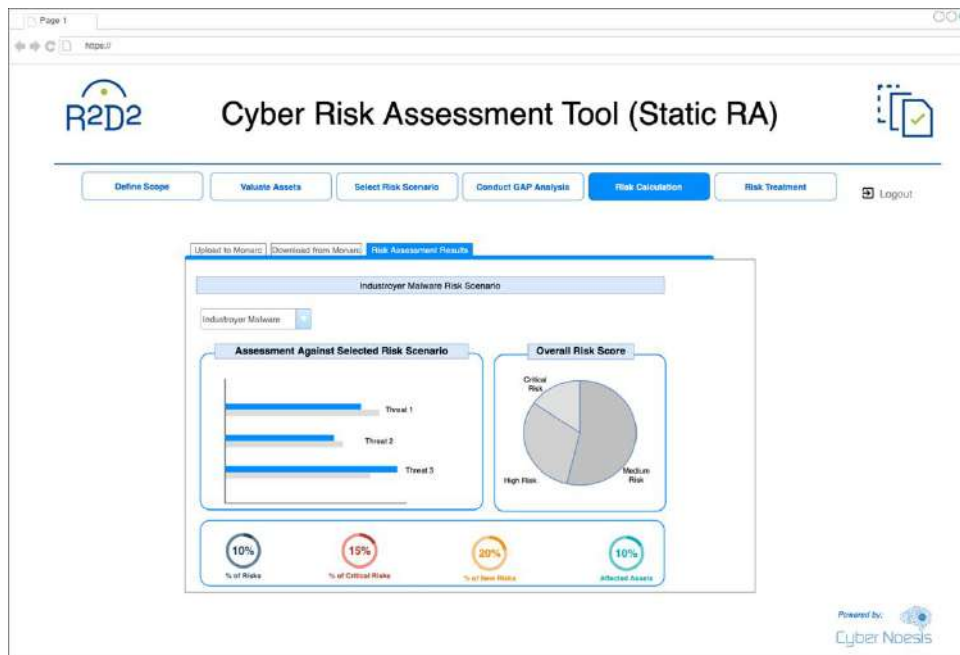 Page 1
https://
R2D2
Cyber Risk Assessment Tool (Static RA)
Define Scope
Valuate Assets
Select Risk Scenario
Conduct GAP Analysis
Risk Calculation
Risk Treatment
Logout
Upload to Monarc
Download from Monarc
Risk Assessment Results
Industroyer Malware Risk Scenario
Industroyer Malware
Assessment Against Selected Risk Scenario
Threat 1
Threat 2
Threat 3
Overall Risk Score
Critical
Risk
High Risk
Medium
Risk
10%
% of Risks
15%
% of Critical Risks
20%
% of New Risks
10%
Affected Assets
Powered by:
Cyber Noesis